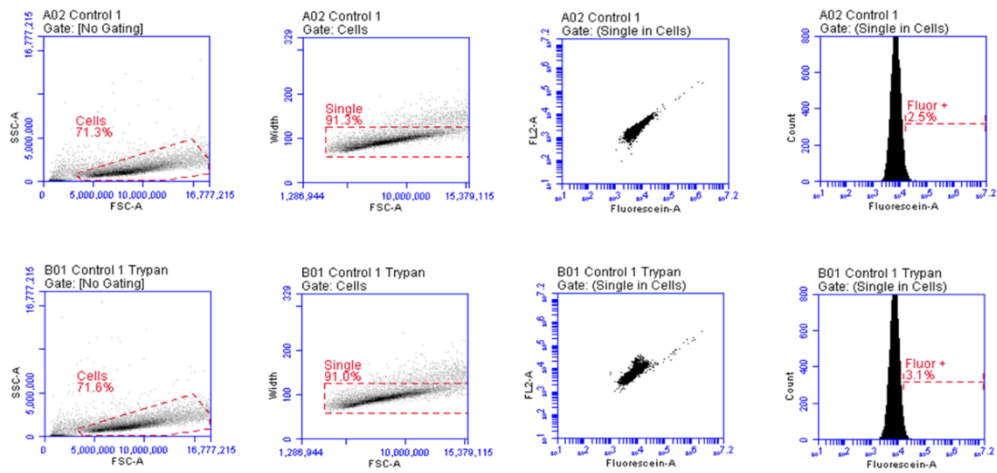 A02 Control 1
Gate: [No Gating]
16,777,215
SSC-A
5,000,000
0
Cells
71.3%
0 5,000,000 10,000,000 16,777,215
FSC-A
A02 Control 1
Gate: Cells
329
200
Width
100
0
Single
91.3%
1,286,944 10,000,000 15,379,115
FSC-A
A02 Control 1
Gate: (Single in Cells)
FL2-A
Fluorescein-A
A02 Control 1
Gate: (Single in Cells)
800
600
Count
400
200
0
Fluor +
2.5%
Fluorescein-A
B01 Control 1 Trypan
Gate: [No Gating]
16,777,215
SSC-A
5,000,000
0
Cells
71.6%
0 5,000,000 10,000,000 16,777,215
FSC-A
B01 Control 1 Trypan
Gate: Cells
329
200
Width
100
0
Single
91.0%
1,286,944 10,000,000 15,379,115
FSC-A
B01 Control 1 Trypan
Gate: (Single in Cells)
FL2-A
Fluorescein-A
B01 Control 1 Trypan
Gate: (Single in Cells)
800
600
Count
400
200
0
Fluor +
3.1%
Fluorescein-A